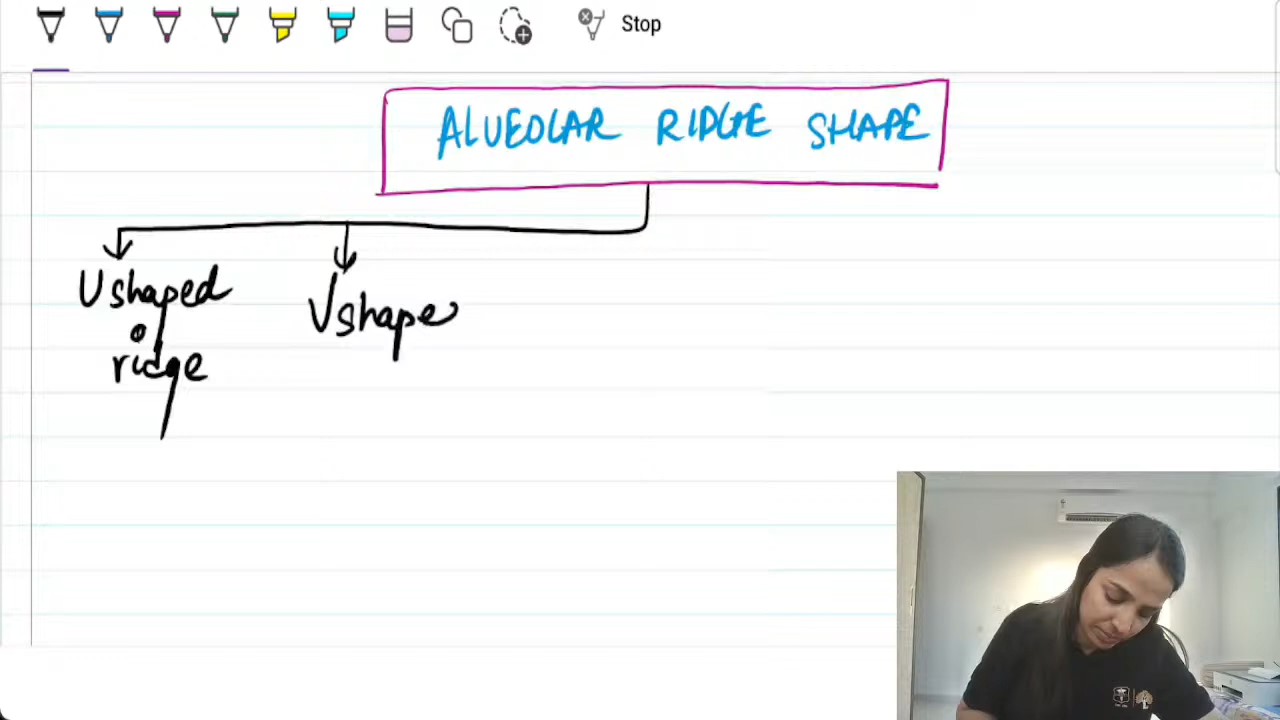 Stop
ALVEOLAR RIDGE SHAPE
U shaped
ridge
V shape